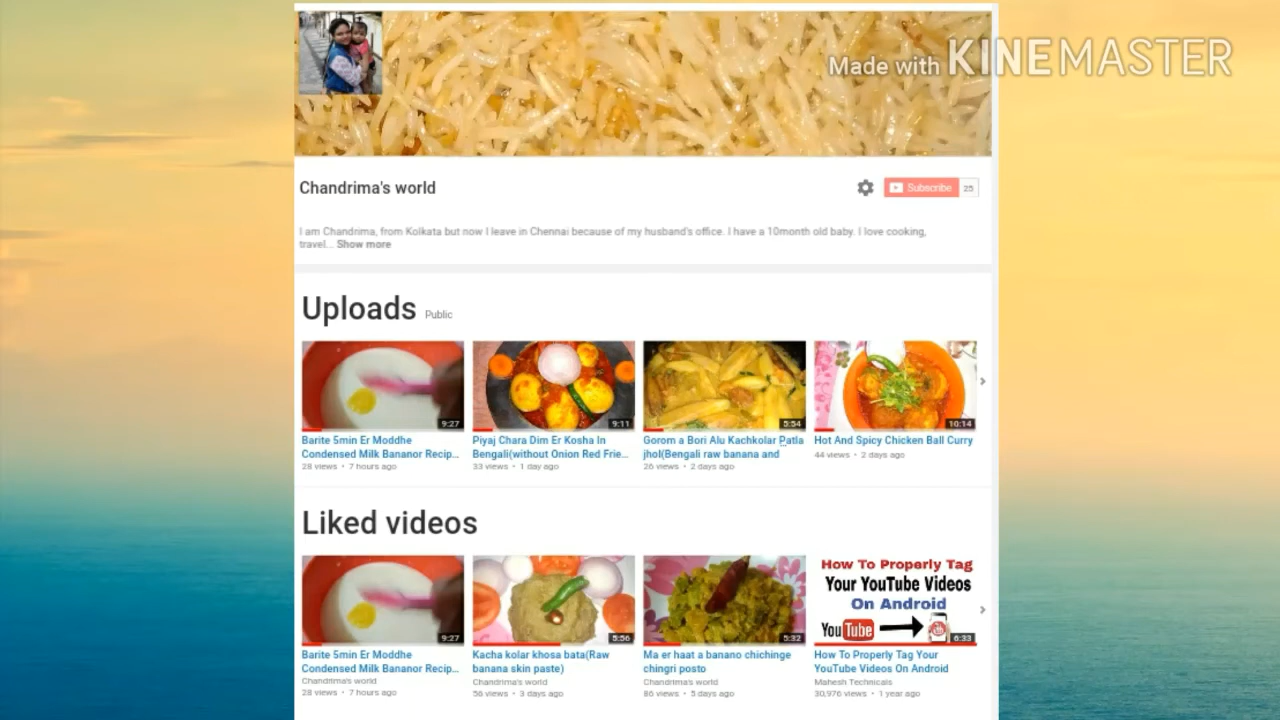 Made with KINEMASTER
Chandrima's world
Subscribe 25
I am Chandrima, from Kolkata but now I leave in Chennai because of my husband's office. I have a 10month old baby. I love cooking,
travel... Show more
Uploads Public
9:27
9:11
5:54
10:14
Barite 5min Er Moddhe
Condensed Milk Bananor Recip...
28 views • 7 hours ago
Piyaj Chara Dim Er Kosha In
Bengali(without Onion Red Frie...
33 views • 1 day ago
Gorom a Bori Alu Kachkolar Patla
jhol(Bengali raw banana and
26 views • 2 days ago
Hot And Spicy Chicken Ball Curry
44 views • 2 days ago
Liked videos
9:27
5:56
5:32
How To Properly Tag
Your YouTube Videos
On Android
YouTube
6:33
Barite 5min Er Moddhe
Condensed Milk Bananor Recip...
Chandrima's world
28 views • 7 hours ago
Kacha kolar khosa bata(Raw
banana skin paste)
Chandrima's world
56 views • 3 days ago
Ma er haat a banano chichinge
chingri posto
Chandrima's world
86 views • 5 days ago
How To Properly Tag Your
YouTube Videos On Android
Mahesh Technicals
30,976 views • 1 year ago